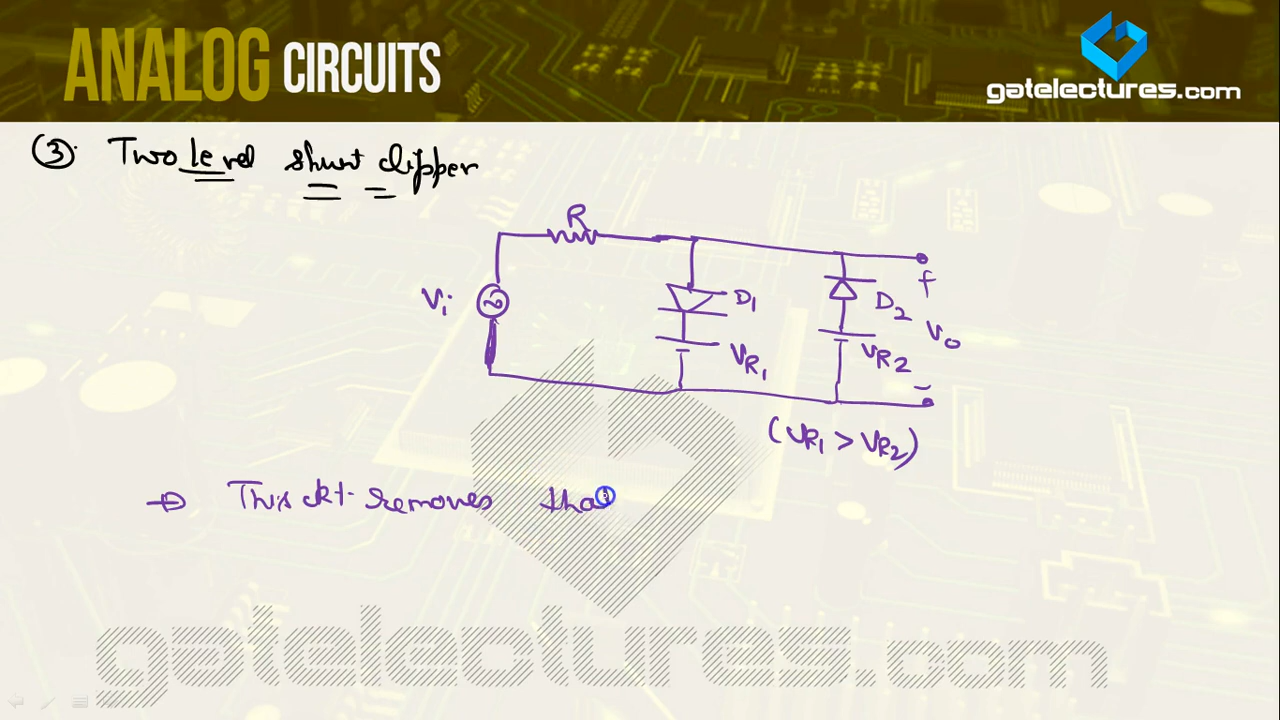 ANALOG CIRCUITS
gatelectures.com
(3). Two level shunt clipper
R
Vi
D1
D2
VR1
VR2
Vo
(VR1 > VR2)
This ckt. removes tha
gatelectures.com